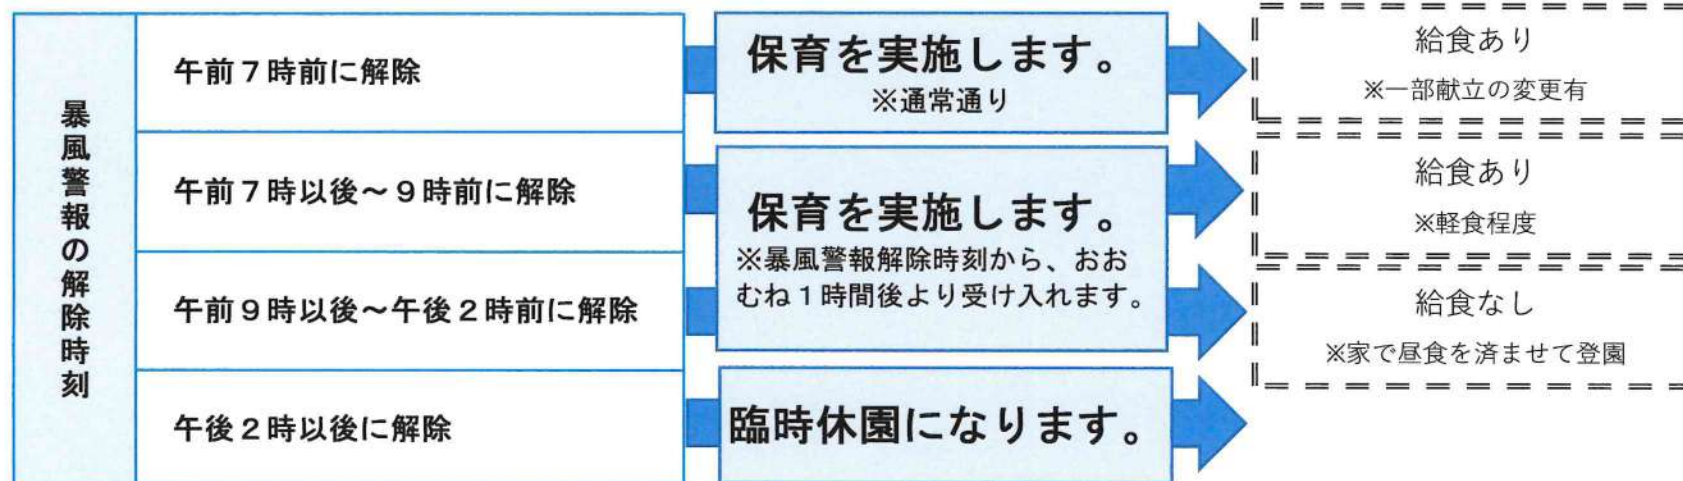 暴風警報の解除時刻
午前７時前に解除
保育を実施します。
※通常通り
給食あり
※一部献立の変更有
午前７時以後～９時前に解除
保育を実施します。
※暴風警報解除時刻から、おお
むね１時間後より受け入れます。
給食あり
※軽食程度
午前９時以後～午後２時前に解除
給食なし
※家で昼食を済ませて登園
午後２時以後に解除
臨時休園になります。